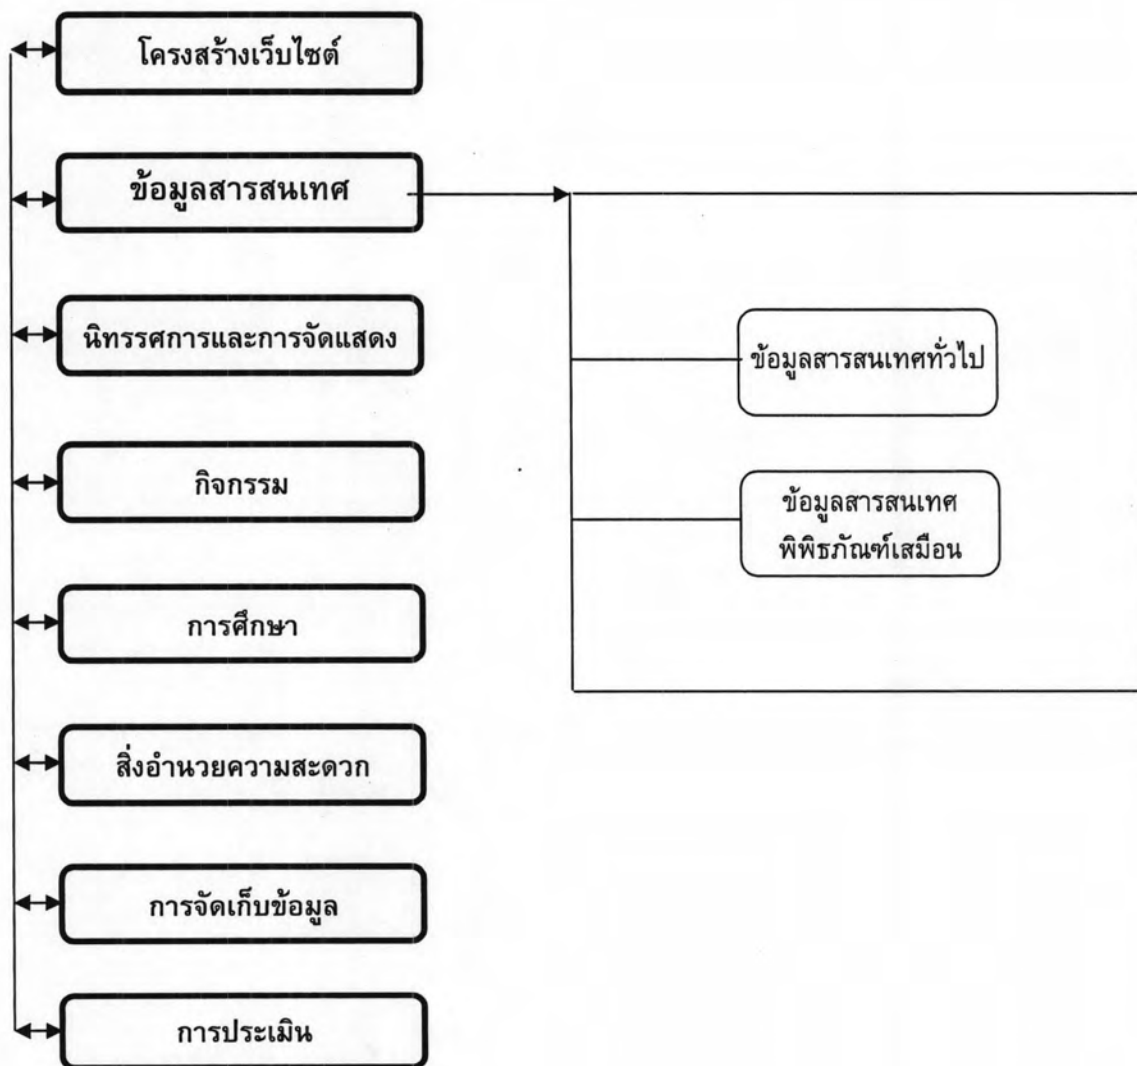 โครงสร้างเว็บไซต์
ข้อมูลสารสนเทศ
นิทรรศการและการจัดแสดง
ข้อมูลสารสนเทศทั่วไป
กิจกรรม
ข้อมูลสารสนเทศ
พิพิธภัณฑ์เสมือน
การศึกษา
สิ่งอำนวยความสะดวก
การจัดเก็บข้อมูล
การประเมิน